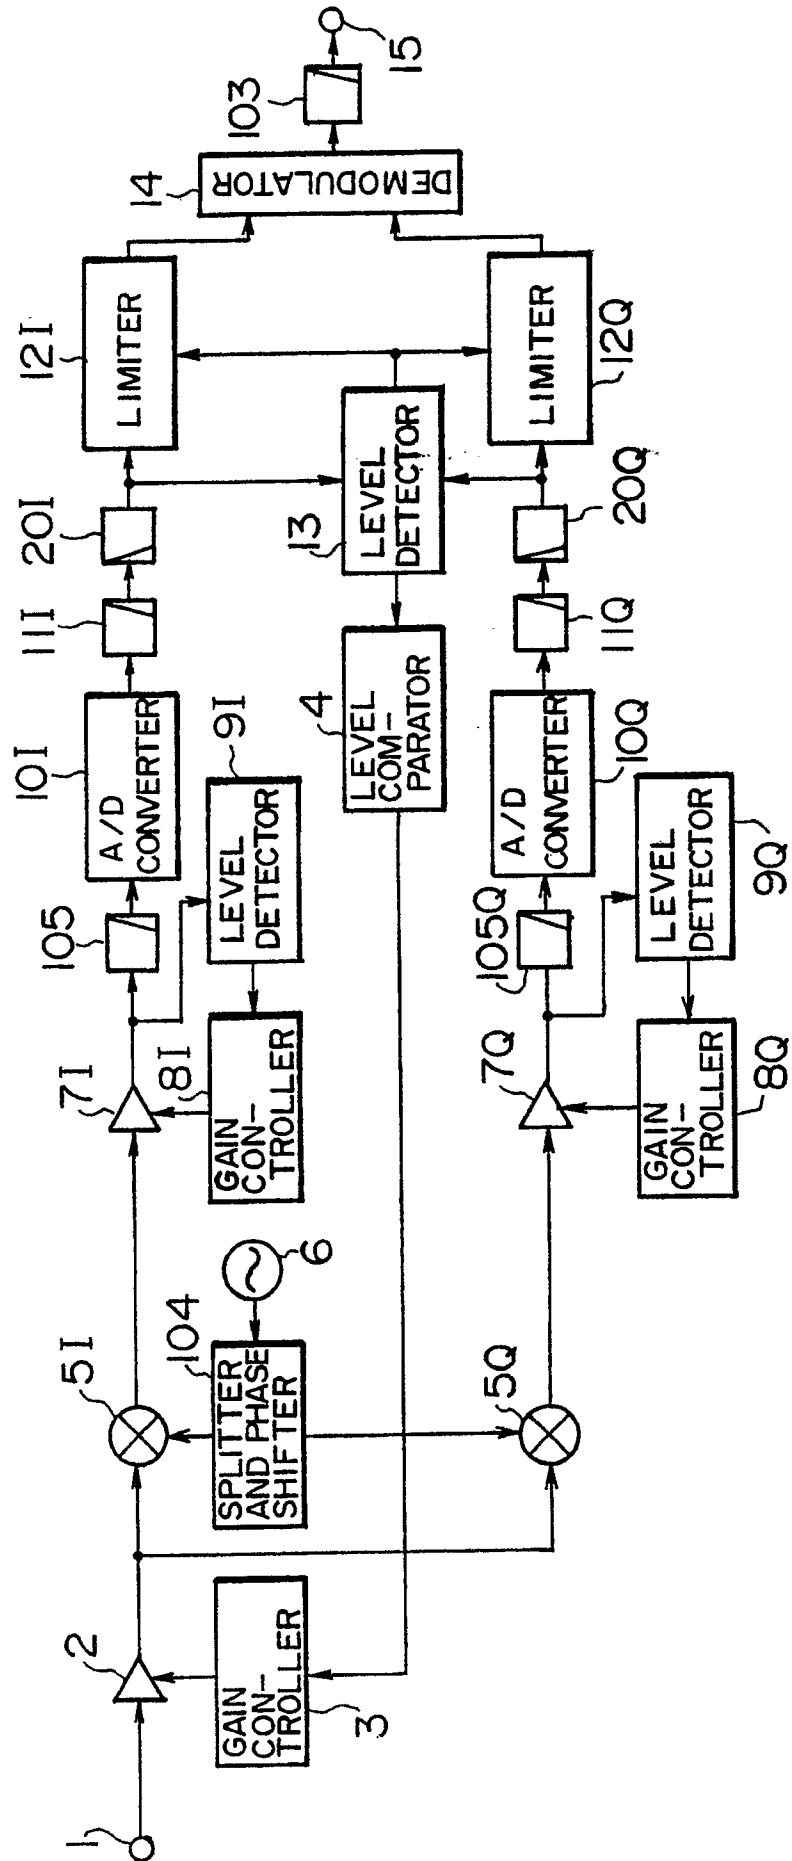 1
2
GAIN
CON-
TROLLER
3
5I
SPLITTER
AND PHASE
SHIFTER
104
6
5Q
7I
GAIN
CON-
TROLLER
8I
LEVEL
DETECTOR
9I
105
A/D
CONVERTER
10I
11I
20I
LIMITER
12I
LEVEL
COM-
PARATOR
4
LEVEL
DETECTOR
13
7Q
GAIN
CON-
TROLLER
8Q
LEVEL
DETECTOR
9Q
105Q
A/D
CONVERTER
10Q
11Q
20Q
LIMITER
12Q
DEMODULATOR
14
103
15